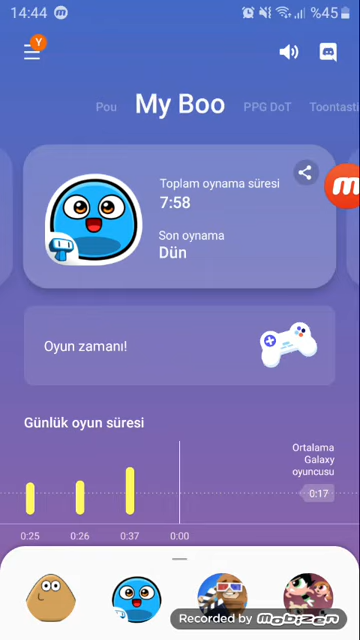 14:44
%45
Y
Pou
My Boo
PPG DoT
Toontasti
Toplam oynama süresi
7:58
Son oynama
Dün
Oyun zamanı!
Günlük oyun süresi
Ortalama
Galaxy
oyuncusu
0:17
0:25
0:26
0:37
0:00
Recorded by mobizen